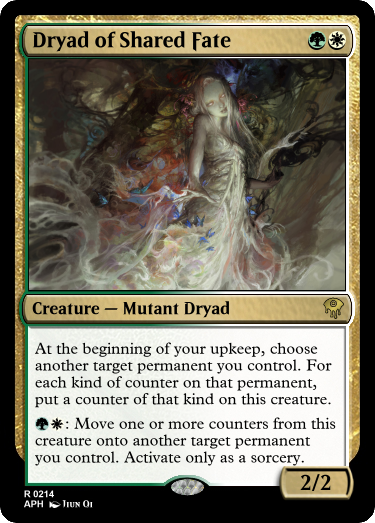 Dryad of Shared Fate
Creature — Mutant Dryad
At the beginning of your upkeep, choose
another target permanent you control. For
each kind of counter on that permanent,
put a counter of that kind on this creature.
: Move one or more counters from this
creature onto another target permanent
you control. Activate only as a sorcery.
2/2
R 0214
APH Jiun Oi